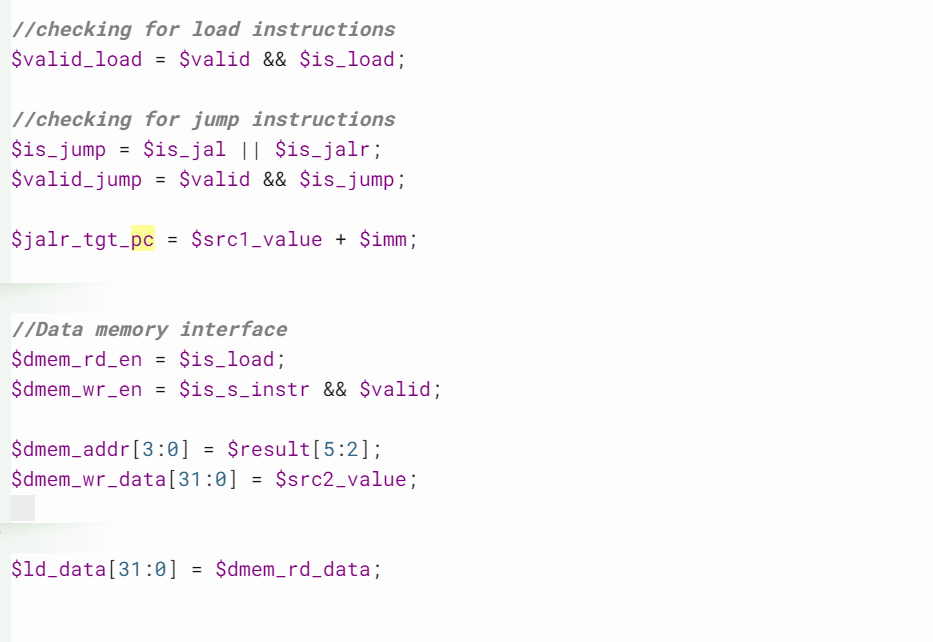 //checking for load instructions
$valid_load = $valid && $is_load;
//checking for jump instructions
$is_jump = $is_jal || $is_jalr;
$valid_jump = $valid && $is_jump;
$jalr_tgt_pc = $src1_value + $imm;
//Data memory interface
$dmem_rd_en = $is_load;
$dmem_wr_en = $is_s_instr && $valid;
$dmem_addr[3:0] = $result[5:2];
$dmem_wr_data[31:0] = $src2_value;
$ld_data[31:0] = $dmem_rd_data;